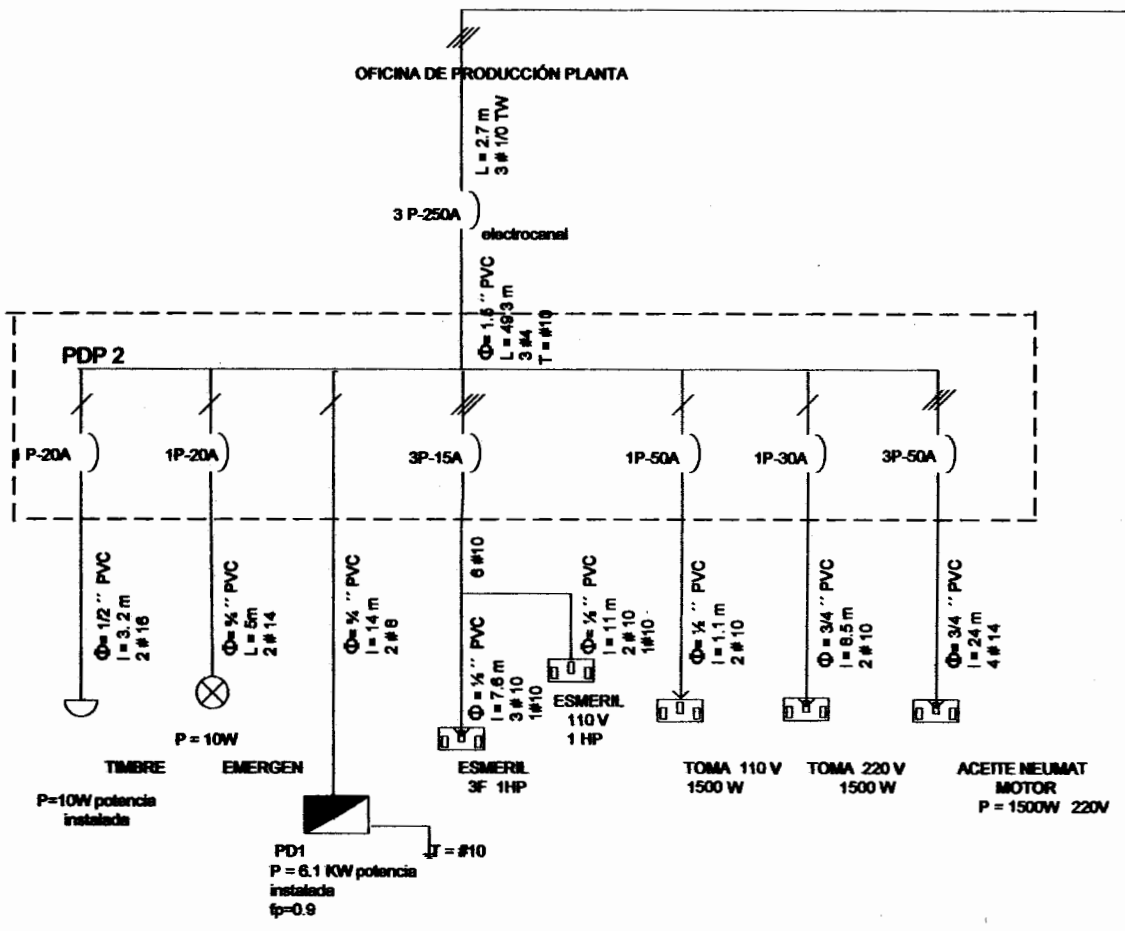 OFICINA DE PRODUCCIÓN PLANTA
L = 2.7 m
3 # 1/0 TW
3 P-250A
electrocanal
Φ= 1.5 ´´ PVC
L = 49.3 m
3 #4
T = #10
PDP 2
1 P-20A
1P-20A
3P-15A
1P-50A
1P-30A
3P-50A
Φ= 1/2´´ PVC
l = 3. 2 m
2 # 16
Φ= ¾ ´´ PVC
L = 5m
2 # 14
Φ= ¾ ´´ PVC
l = 14 m
2 # 8
6 #10
Φ = ½ ´´ PVC
l = 7.6 m
3 # 10
1#10
Φ= ½ ´´ PVC
l = 11 m
2 # 10
1#10
Φ= ½ ´´ PVC
l = 1.1 m
2 # 10
Φ = 3/4 ´´ PVC
l = 8.5 m
2 # 10
Φ= 3/4 ´´ PVC
l = 24 m
4 # 14
ESMERIL
110 V
1 HP
P = 10W
TIMBRE
P=10W potencia
instalada
EMERGEN
ESMERIL
3F 1HP
TOMA 110 V
1500 W
TOMA 220 V
1500 W
ACEITE NEUMAT
MOTOR
P = 1500W 220V
PD1
T = #10
P = 6.1 KW potencia
instalada
fp=0.9